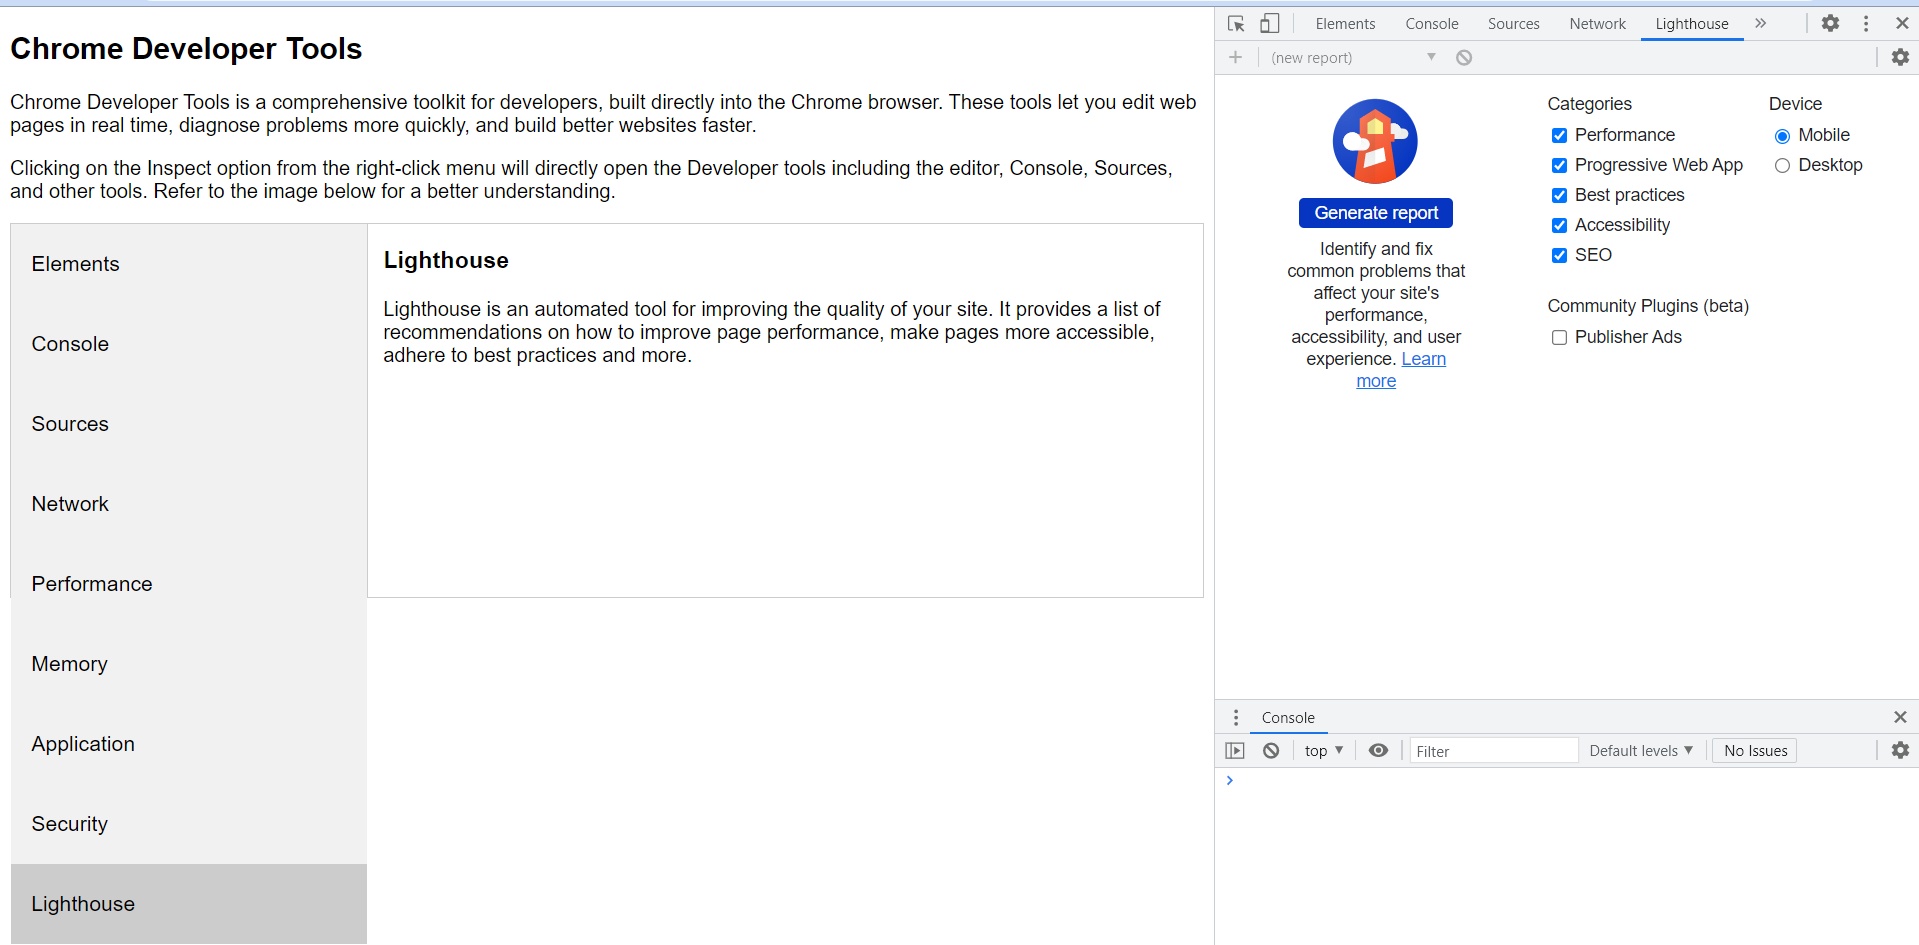 Chrome Developer Tools
Chrome Developer Tools is a comprehensive toolkit for developers, built directly into the Chrome browser. These tools let you edit web
pages in real time, diagnose problems more quickly, and build better websites faster.
Clicking on the Inspect option from the right-click menu will directly open the Developer tools including the editor, Console, Sources,
and other tools. Refer to the image below for a better understanding.
Elements
Console
Sources
Network
Performance
Memory
Application
Security
Lighthouse
Lighthouse
Lighthouse is an automated tool for improving the quality of your site. It provides a list of
recommendations on how to improve page performance, make pages more accessible,
adhere to best practices and more.
Elements Console Sources Network Lighthouse
(new report)
Generate report
Identify and fix
common problems that
affect your site's
performance,
accessibility, and user
experience. Learn
more
Categories
Performance
Progressive Web App
Best practices
Accessibility
SEO
Community Plugins (beta)
Publisher Ads
Device
Mobile
Desktop
Console
top Filter Default levels No Issues